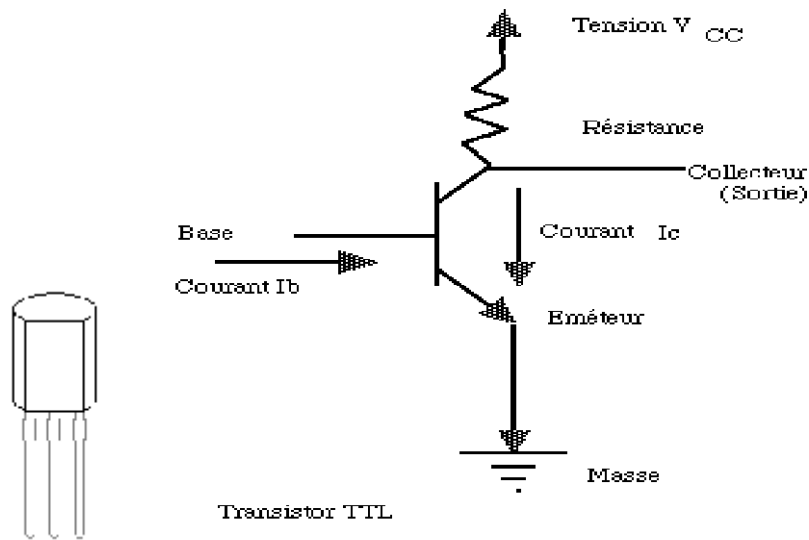 Tension V CC
Résistance
Collecteur
(Sortie)
Base
Courant Ic
Courant Ib
Eméteur
Masse
Transistor TTL